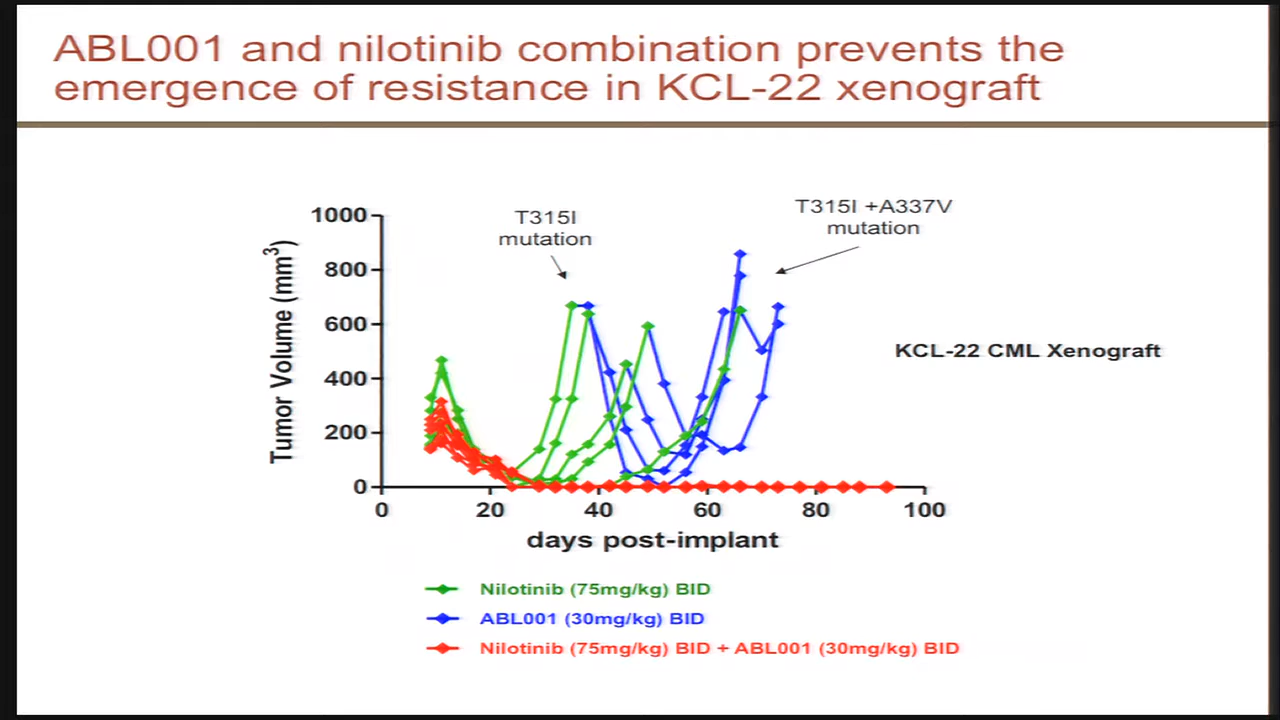 ABL001 and nilotinib combination prevents the
emergence of resistance in KCL-22 xenograft
T315I
mutation
T315I +A337V
mutation
Tumor Volume (mm³)
1000
800
600
400
200
0
0 20 40 60 80 100
days post-implant
KCL-22 CML Xenograft
Nilotinib (75mg/kg) BID
ABL001 (30mg/kg) BID
Nilotinib (75mg/kg) BID + ABL001 (30mg/kg) BID